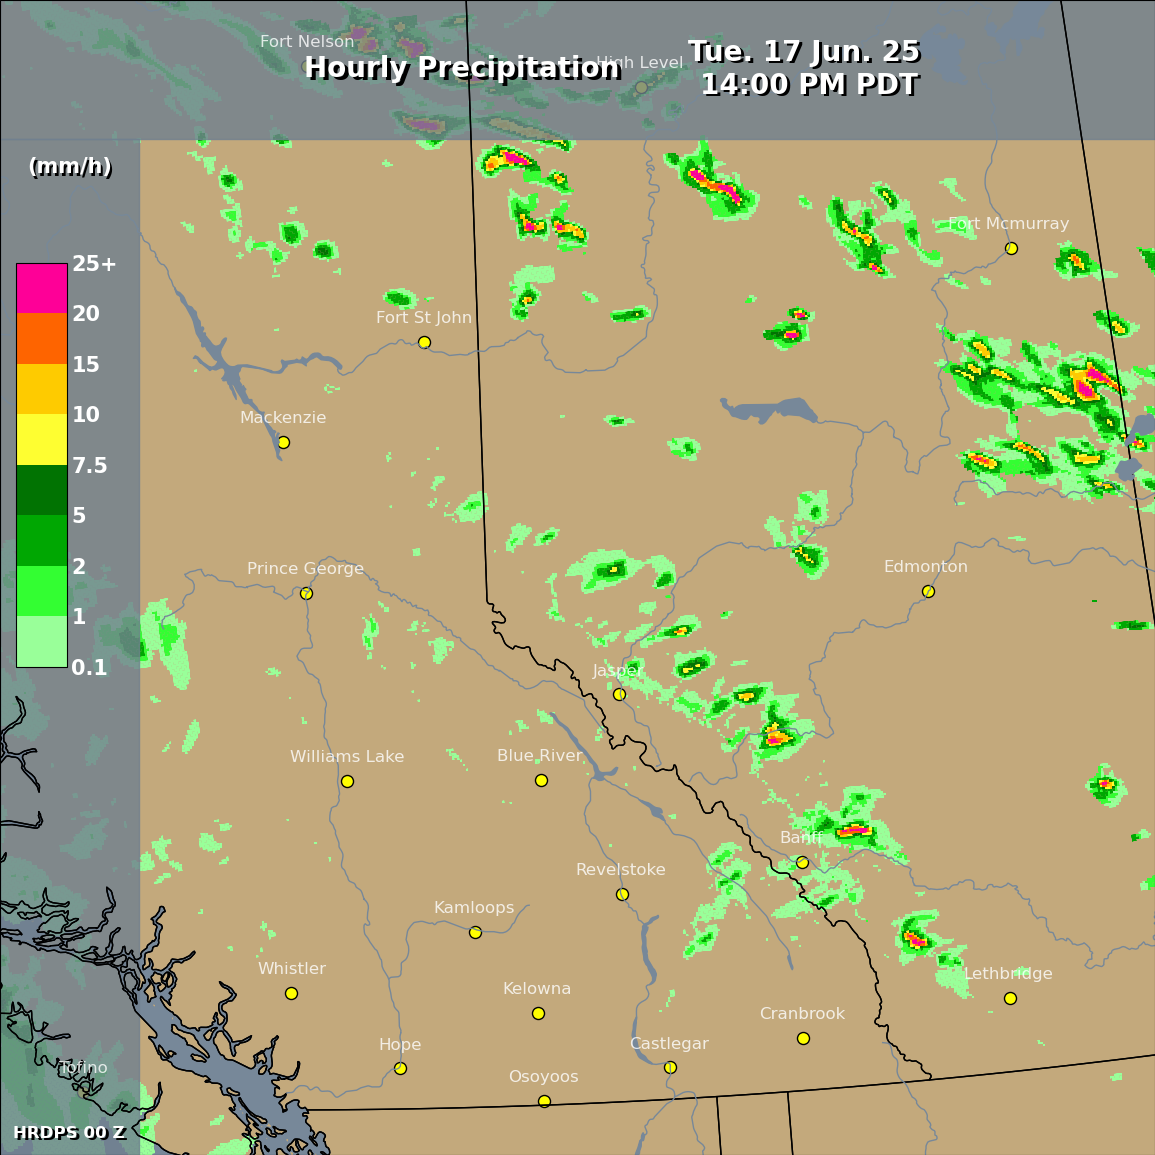 Fort Nelson
High Level
Hourly Precipitation
Tue. 17 Jun. 25
14:00 PM PDT
(mm/h)
25+
20
15
10
7.5
5
2
1
0.1
Fort Mcmurray
Fort St John
Mackenzie
Prince George
Edmonton
Jasper
Williams Lake
Blue River
Banff
Revelstoke
Kamloops
Whistler
Lethbridge
Kelowna
Cranbrook
Hope
Castlegar
Tofino
Osoyoos
HRDPS 00 Z